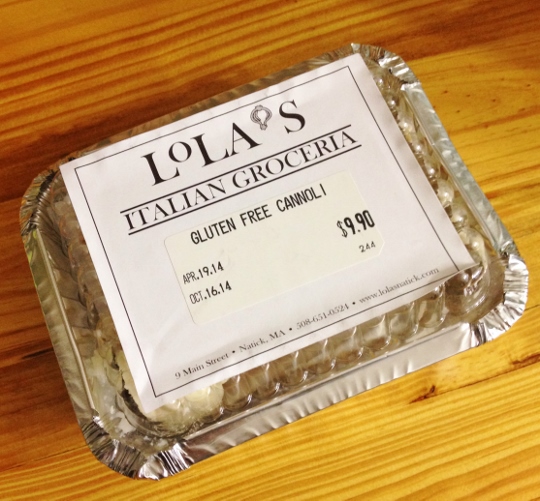 LOLA'S
ITALIAN GROCERIA
GLUTEN FREE CANNOLI
$9.90
APR.19.14
244
OCT.16.14
9 Main Street • Natick, MA • 508-651-0524 • www.lolasnatick.com